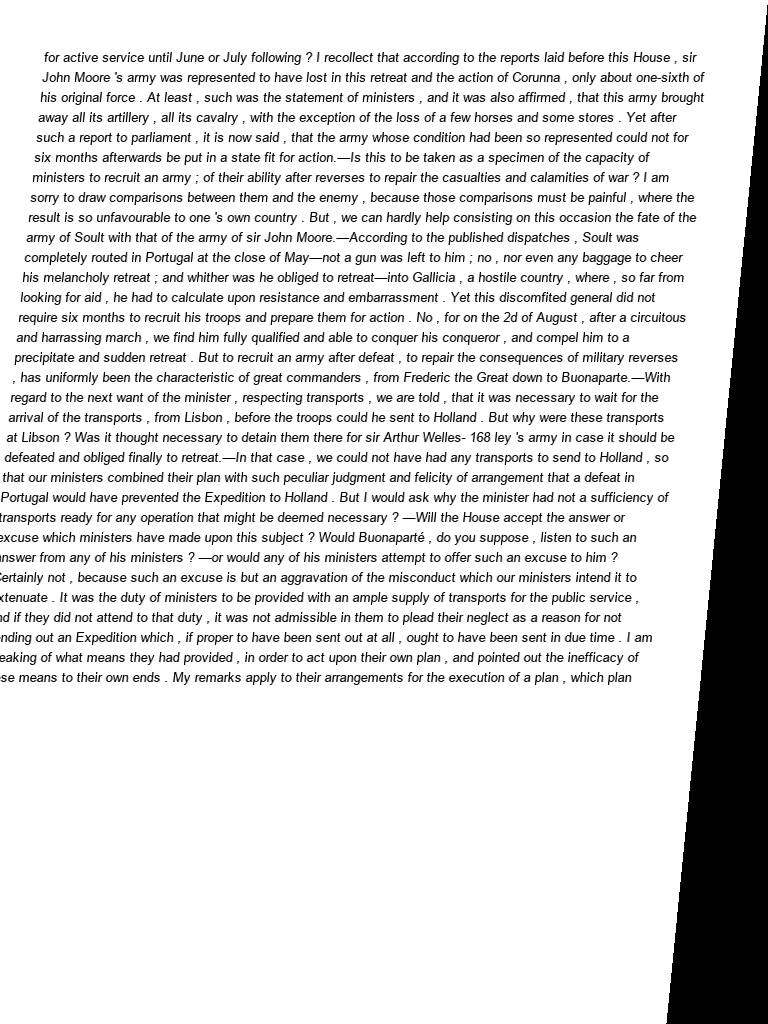 for active service until June or July following ? I recollect that according to the reports laid before this House , sir
John Moore 's army was represented to have lost in this retreat and the action of Corunna , only about one-sixth of
his original force . At least , such was the statement of ministers , and it was also affirmed , that this army brought
away all its artillery , all its cavalry , with the exception of the loss of a few horses and some stores . Yet after
such a report to parliament , it is now said , that the army whose condition had been so represented could not for
six months afterwards be put in a state fit for action.—Is this to be taken as a specimen of the capacity of
ministers to recruit an army ; of their ability after reverses to repair the casualties and calamities of war ? I am
sorry to draw comparisons between them and the enemy , because those comparisons must be painful , where the
result is so unfavourable to one 's own country . But , we can hardly help consisting on this occasion the fate of the
army of Soult with that of the army of sir John Moore.—According to the published dispatches , Soult was
completely routed in Portugal at the close of May—not a gun was left to him ; no , nor even any baggage to cheer
his melancholy retreat ; and whither was he obliged to retreat—into Gallicia , a hostile country , where , so far from
looking for aid , he had to calculate upon resistance and embarrassment . Yet this discomfited general did not
require six months to recruit his troops and prepare them for action . No , for on the 2d of August , after a circuitous
and harrassing march , we find him fully qualified and able to conquer his conqueror , and compel him to a
precipitate and sudden retreat . But to recruit an army after defeat , to repair the consequences of military reverses
, has uniformly been the characteristic of great commanders , from Frederic the Great down to Buonaparte.—With
regard to the next want of the minister , respecting transports , we are told , that it was necessary to wait for the
arrival of the transports , from Lisbon , before the troops could he sent to Holland . But why were these transports
at Libson ? Was it thought necessary to detain them there for sir Arthur Welles- 168 ley 's army in case it should be
defeated and obliged finally to retreat.—In that case , we could not have had any transports to send to Holland , so
that our ministers combined their plan with such peculiar judgment and felicity of arrangement that a defeat in
Portugal would have prevented the Expedition to Holland . But I would ask why the minister had not a sufficiency of
transports ready for any operation that might be deemed necessary ? —Will the House accept the answer or
excuse which ministers have made upon this subject ? Would Buonaparté , do you suppose , listen to such an
answer from any of his ministers ? —or would any of his ministers attempt to offer such an excuse to him ?
Certainly not , because such an excuse is but an aggravation of the misconduct which our ministers intend it to
extenuate . It was the duty of ministers to be provided with an ample supply of transports for the public service ,
and if they did not attend to that duty , it was not admissible in them to plead their neglect as a reason for not
ending out an Expedition which , if proper to have been sent out at all , ought to have been sent in due time . I am
eaking of what means they had provided , in order to act upon their own plan , and pointed out the inefficacy of
se means to their own ends . My remarks apply to their arrangements for the execution of a plan , which plan